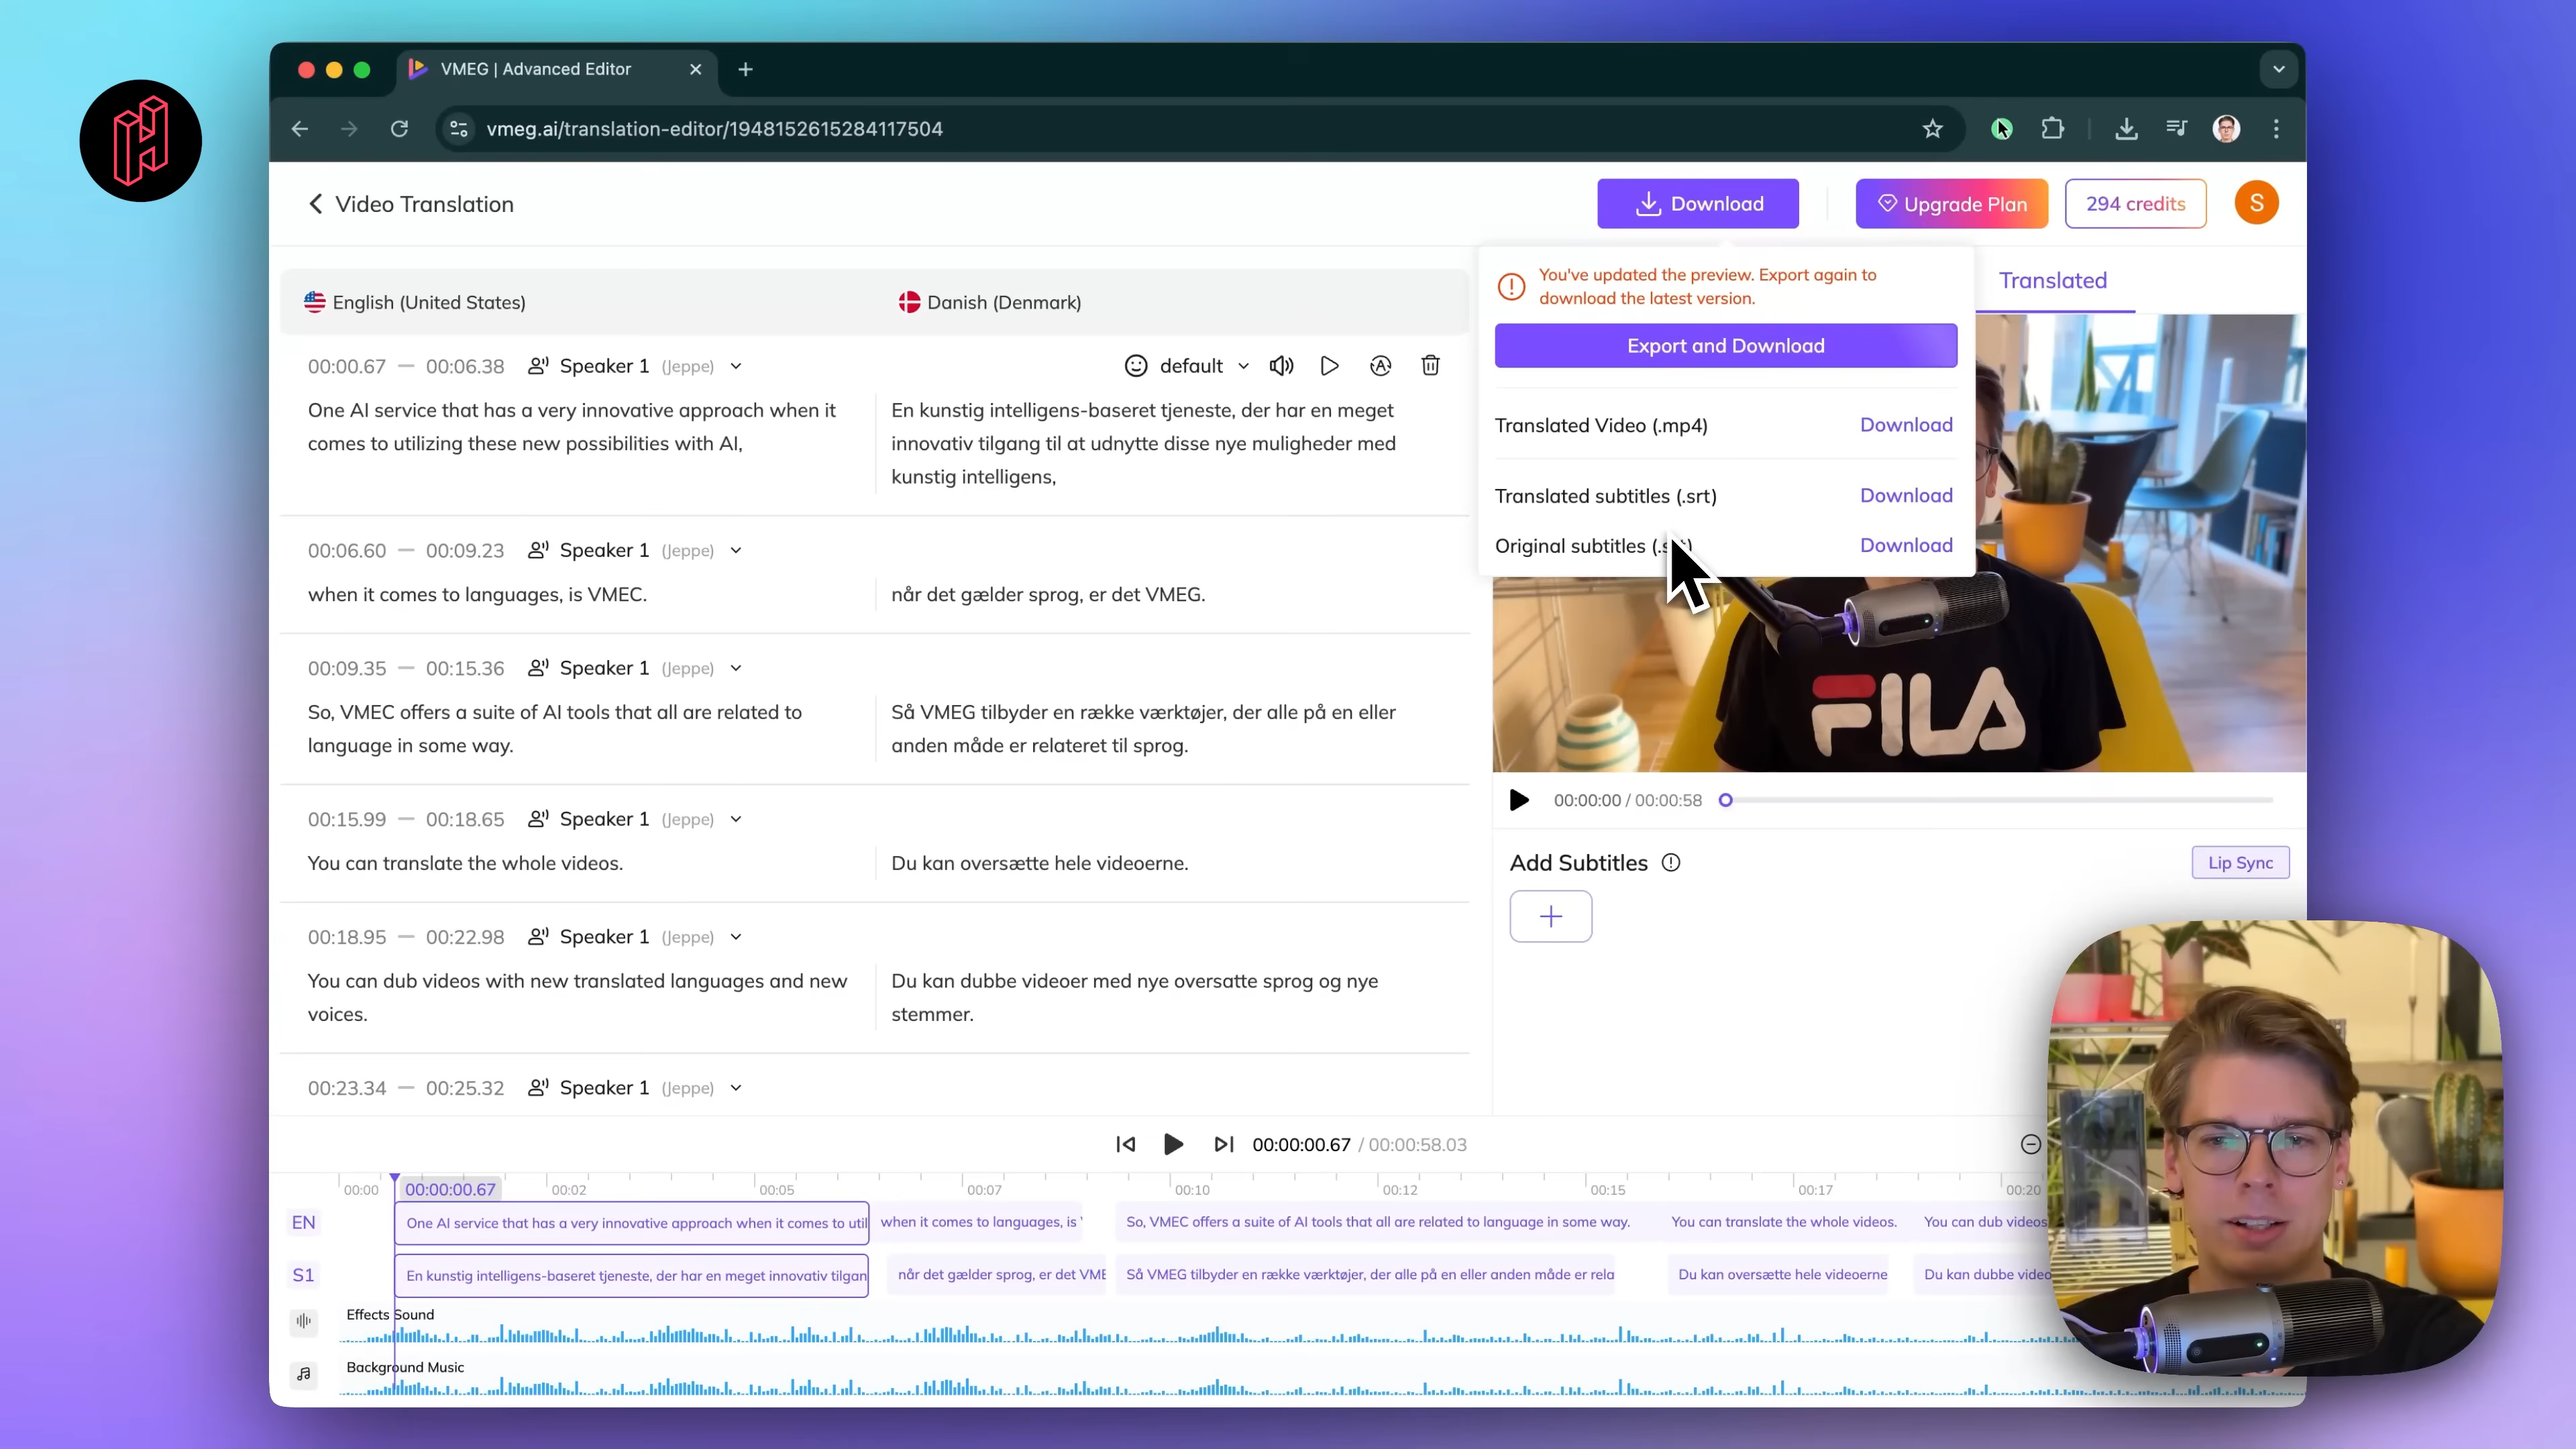 VMEG | Advanced Editor
vmeg.ai/translation-editor/1948152615284117504
Video Translation
Download
Upgrade Plan
294 credits
S
English (United States)
Danish (Denmark)
You've updated the preview. Export again to
download the latest version.
Export and Download
Translated Video (.mp4)
Download
Translated subtitles (.srt)
Download
Original subtitles
Download
Translated
00:00.67 — 00:06.38
Speaker 1 (Jeppe)
default
One AI service that has a very innovative approach when it
comes to utilizing these new possibilities with AI,
En kunstig intelligens-baseret tjeneste, der har en meget
innovativ tilgang til at udnytte disse nye muligheder med
kunstig intelligens,
00:06.60 — 00:09.23
Speaker 1 (Jeppe)
when it comes to languages, is VMEC.
når det gælder sprog, er det VMEG.
00:09.35 — 00:15.36
Speaker 1 (Jeppe)
So, VMEC offers a suite of AI tools that all are related to
language in some way.
Så VMEG tilbyder en række værktøjer, der alle på en eller
anden måde er relateret til sprog.
00:15.99 — 00:18.65
Speaker 1 (Jeppe)
You can translate the whole videos.
Du kan oversætte hele videoerne.
00:18.95 — 00:22.98
Speaker 1 (Jeppe)
You can dub videos with new translated languages and new
voices.
Du kan dubbe videoer med nye oversatte sprog og nye
stemmer.
00:23.34 — 00:25.32
Speaker 1 (Jeppe)
FILA
00:00:00 / 00:00:58
Add Subtitles
Lip Sync
00:00:00.67 / 00:00:58.03
00:00
00:00:00.67
00:02
00:05
00:07
00:10
00:12
00:15
00:17
00:20
EN
One AI service that has a very innovative approach when it comes to util
when it comes to languages, is
So, VMEC offers a suite of AI tools that all are related to language in some way.
You can translate the whole videos.
You can dub videos
S1
En kunstig intelligens-baseret tjeneste, der har en meget innovativ tilgan
når det gælder sprog, er det VME
Så VMEG tilbyder en række værktøjer, der alle på en eller anden måde er rela
Du kan oversætte hele videoerne
Du kan dubbe video
Effects Sound
Background Music